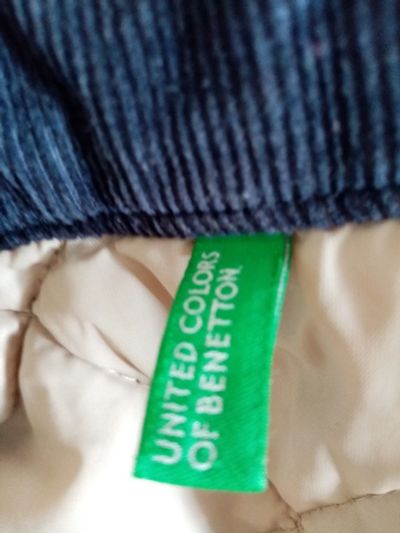 UNITED COLORS
OF BENETTON.